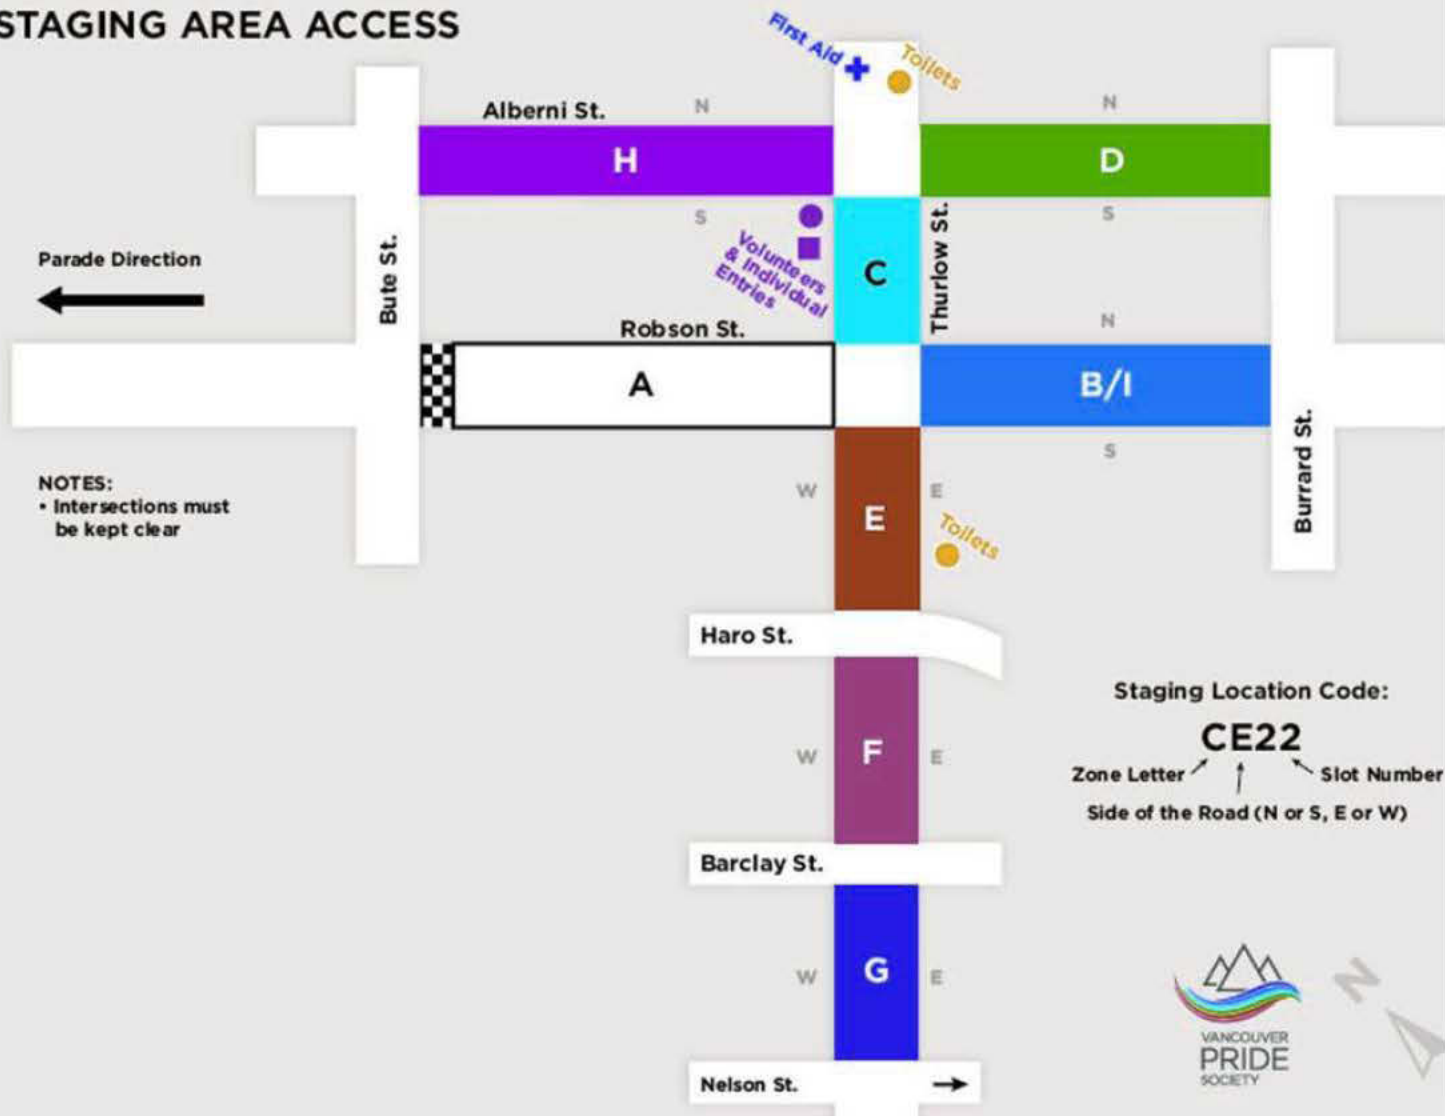 STAGING AREA ACCESS
First Aid
Toilets
Alberni St.
N
N
H
D
S
S
Parade Direction
Bute St.
Volunteers
& Individual
Entries
C
Thurlow St.
Robson St.
N
A
B/I
S
Burrard St.
NOTES:
• Intersections must
be kept clear
W
E
E
Toilets
Haro St.
Staging Location Code:
CE22
Zone Letter
Slot Number
Side of the Road (N or S, E or W)
W
F
E
Barclay St.
W
G
E
N
VANCOUVER
PRIDE
SOCIETY
Nelson St.